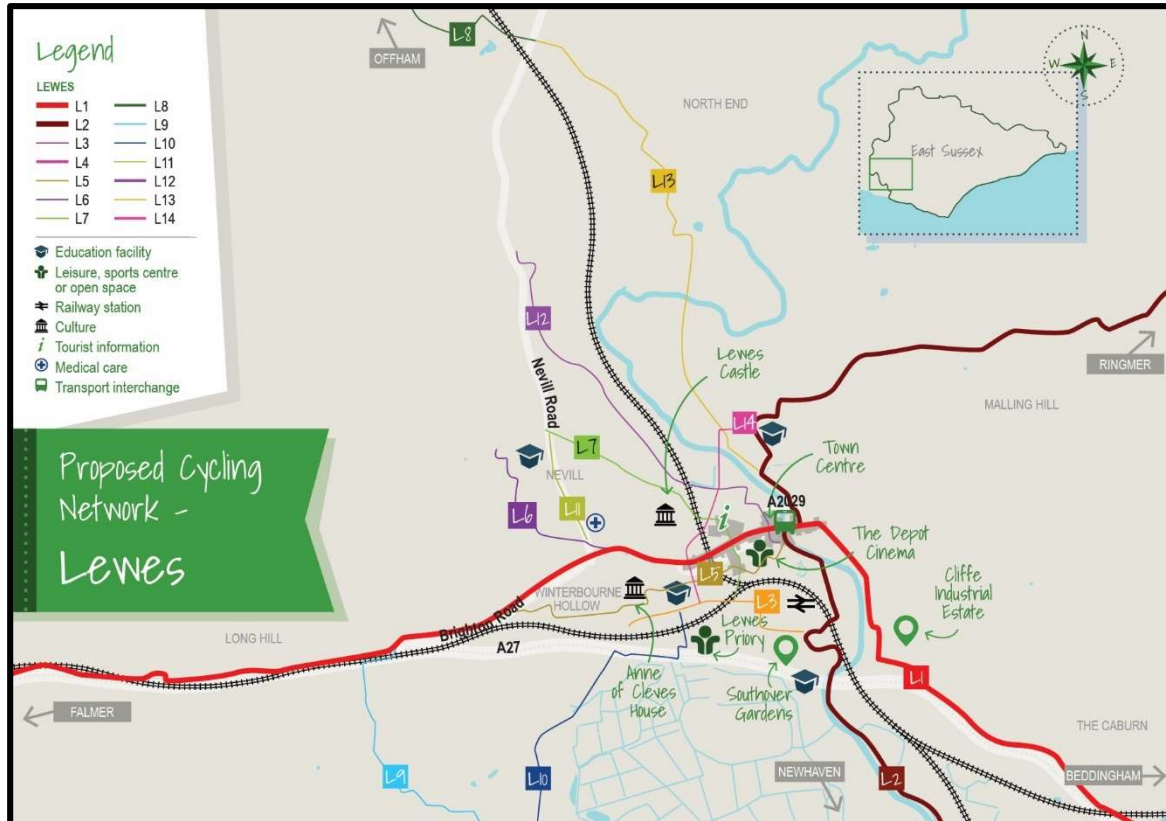 Legend
LEWES
L1
L2
L3
L4
L5
L6
L7
L8
L9
L10
L11
L12
L13
L14
Education facility
Leisure, sports centre
or open space
Railway station
Culture
Tourist information
Medical care
Transport interchange
Proposed Cycling
Network -
Lewes
L8
OFFHAM
NORTH END
N
W
E
S
East Sussex
L13
L12
Nevill Road
Lewes
Castle
RINGMER
MALLING HILL
L14
L7
NEVILL
Town
Centre
L6
L11
i
A2029
The Depot
Cinema
L5
WINTERBOURNE
HOLLOW
L3
Cliffe
Industrial
Estate
LONG HILL
Brighton Road
A27
Lewes
Priory
L1
Anne
of Cleves
House
Southover
Gardens
FALMER
THE CABURN
L9
L10
NEWHAVEN
L2
BEDDINGHAM